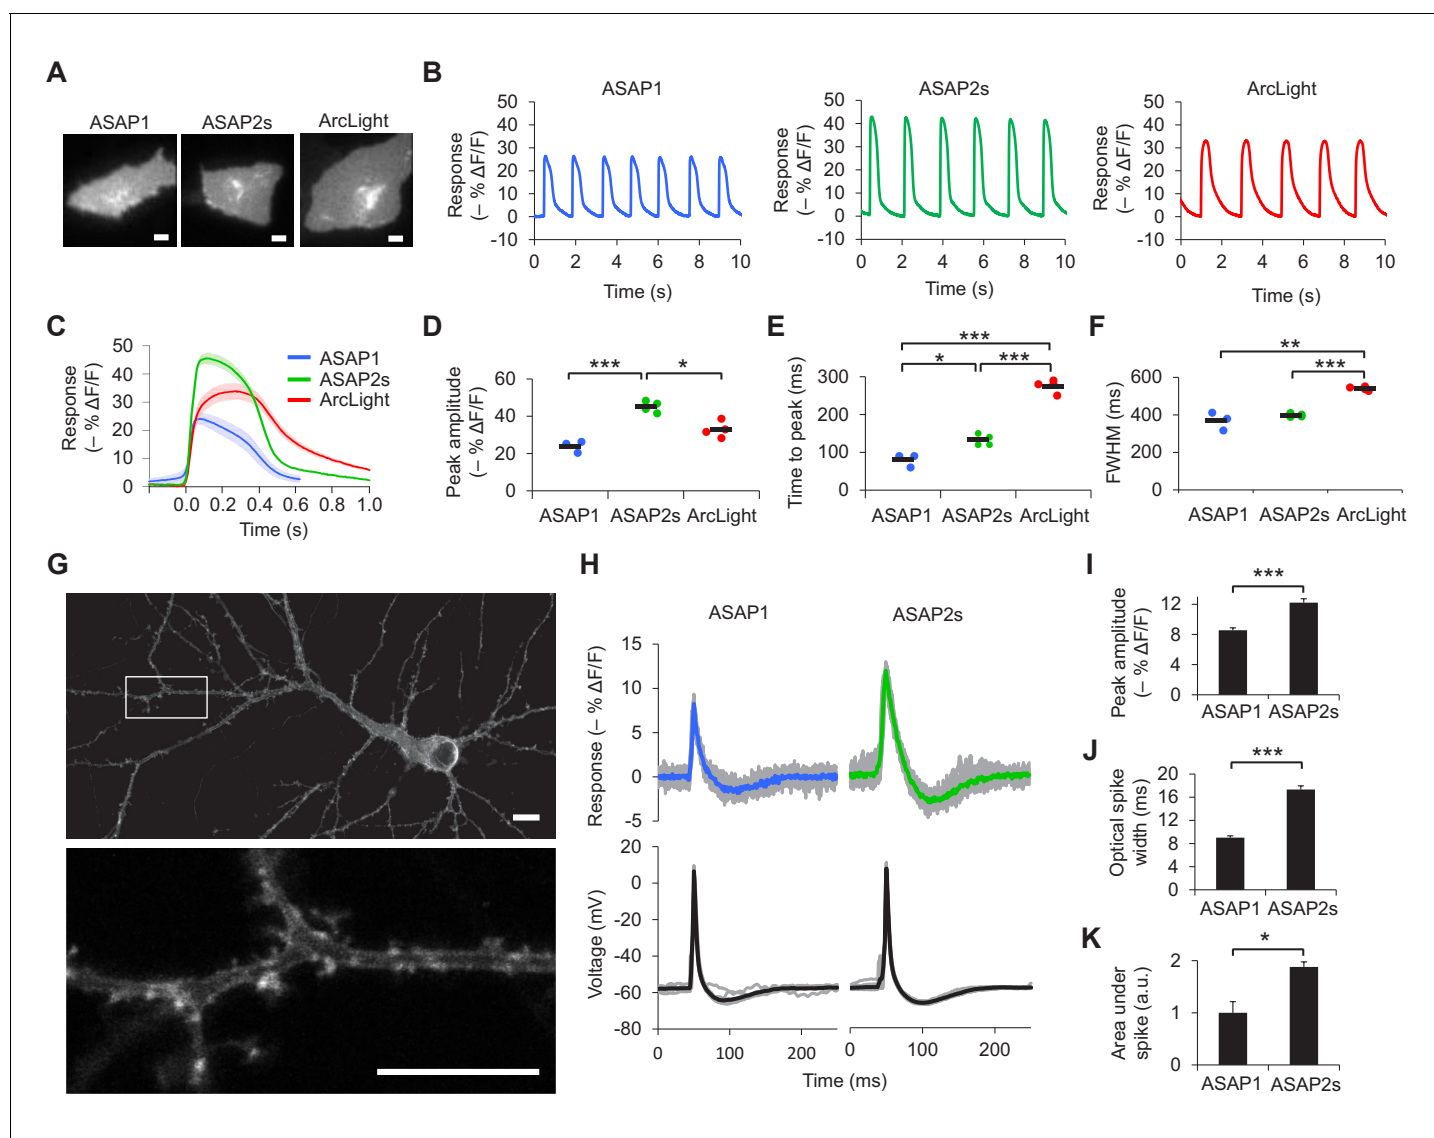 A
ASAP1
ASAP2s
ArcLight
B
ASAP1
Response
(– % ΔF/F)
50
40
30
20
10
0
-10
0 2 4 6 8 10
Time (s)
ASAP2s
Response
(– % ΔF/F)
50
40
30
20
10
0
-10
0 2 4 6 8 10
Time (s)
ArcLight
Response
(– % ΔF/F)
50
40
30
20
10
0
-10
0 2 4 6 8 10
Time (s)
C
Response
(– % ΔF/F)
50
40
30
20
10
0
0.0 0.2 0.4 0.6 0.8 1.0
Time (s)
ASAP1
ASAP2s
ArcLight
D
Peak amplitude
(– % ΔF/F)
60
40
20
0
*** *
ASAP1 ASAP2s ArcLight
E
Time to peak (ms)
300
200
100
0
***
* ***
ASAP1 ASAP2s ArcLight
F
FWHM (ms)
600
400
200
0
**
***
ASAP1 ASAP2s ArcLight
G
H
ASAP1
ASAP2s
Response (– % ΔF/F)
15
10
5
0
-5
Voltage (mV)
20
0
-20
-40
-60
-80
0 100 200
0 100 200
Time (ms)
I
***
Peak amplitude
(– % ΔF/F)
12
8
4
0
ASAP1 ASAP2s
J
***
Optical spike
width (ms)
20
16
12
8
4
0
ASAP1 ASAP2s
K
*
Area under
spike (a.u.)
2
1
0
ASAP1 ASAP2s